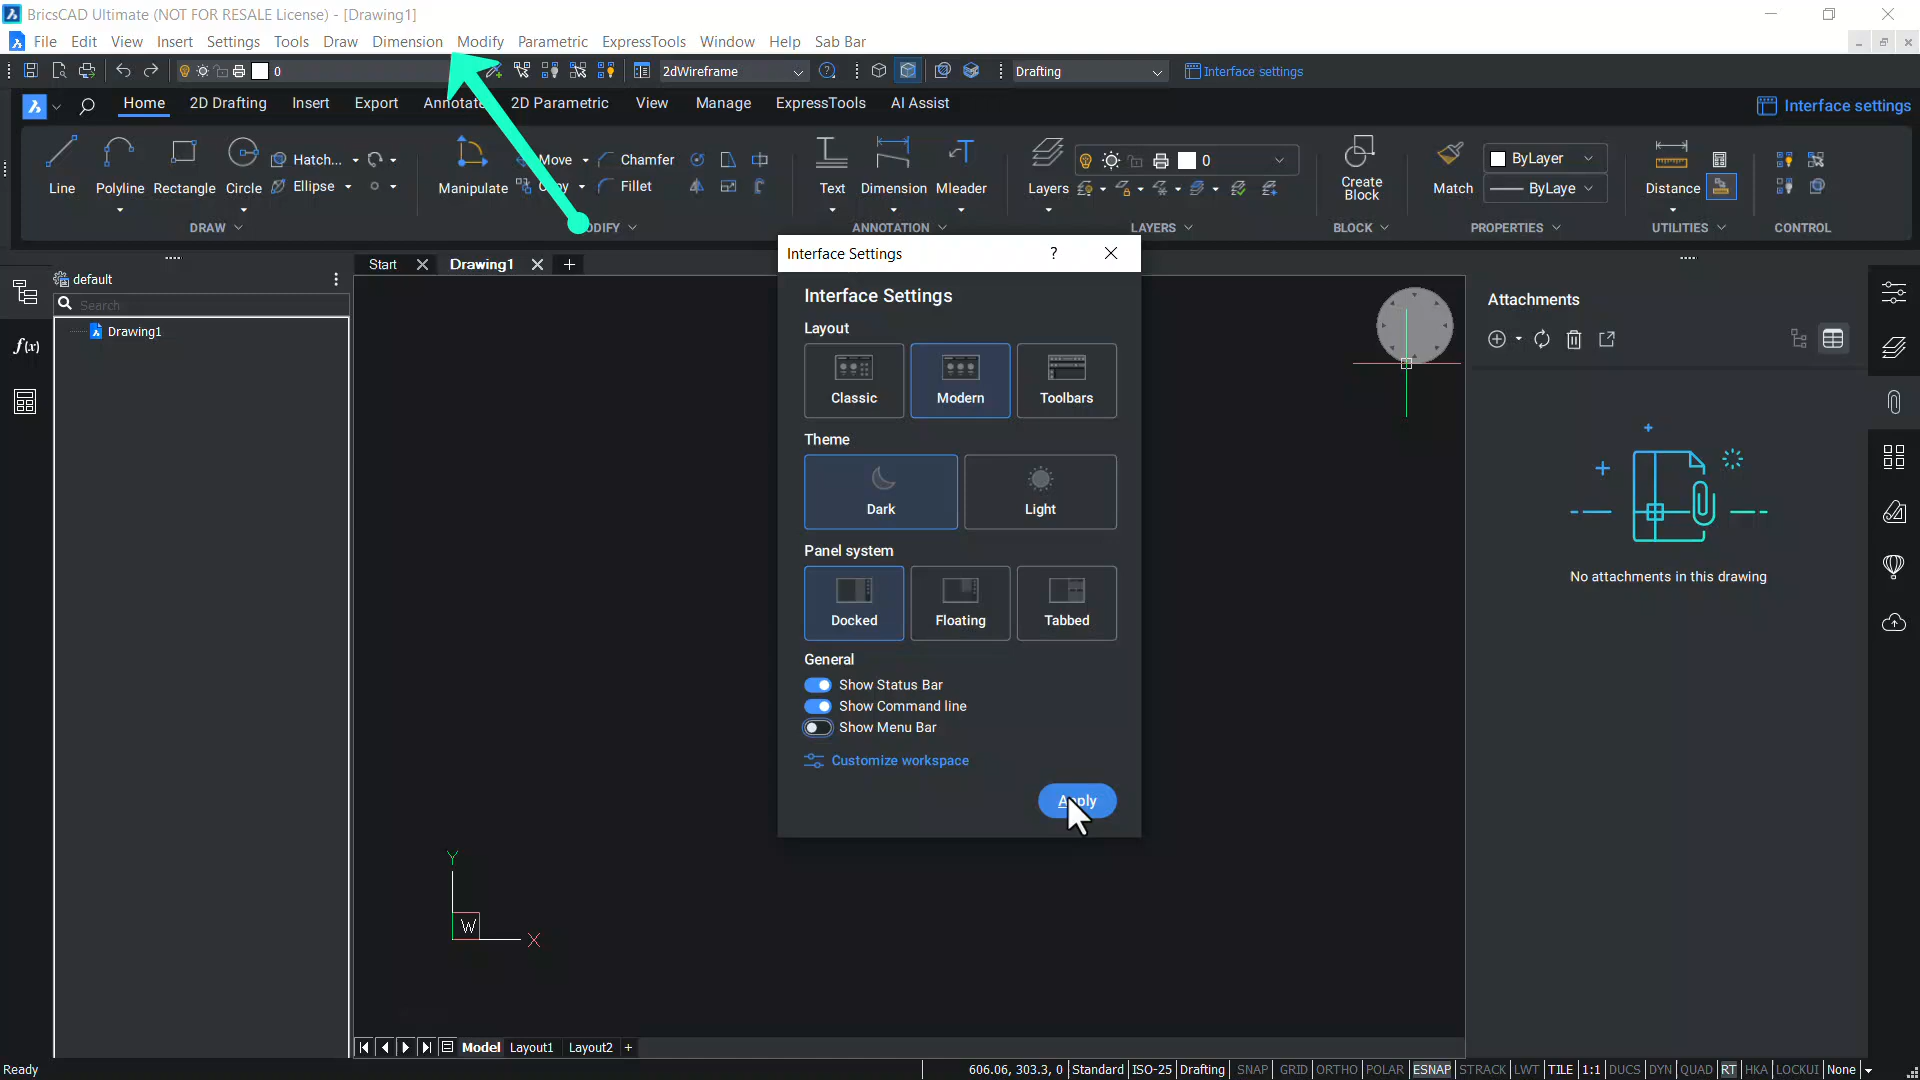 BricsCAD Ultimate (NOT FOR RESALE License) - [Drawing1]
File Edit View Insert Settings Tools Draw Dimension Modify Parametric ExpressTools Window Help Sab Bar
0 2dWireframe Drafting Interface settings
Home 2D Drafting Insert Export Annotate 2D Parametric View Manage ExpressTools AI Assist Interface settings
Hatch... Move Chamfer 0 ByLayer
Line Polyline Rectangle Circle Ellipse Manipulate Copy Fillet Text Dimension Mleader Layers Create Block Match ByLaye Distance
DRAW MODIFY ANNOTATION LAYERS BLOCK PROPERTIES UTILITIES CONTROL
Start Drawing1 +
default
Search
Drawing1
f(x)
Interface Settings ?
Interface Settings
Layout
Classic Modern Toolbars
Theme
Dark Light
Panel system
Docked Floating Tabbed
General
Show Status Bar
Show Command line
Show Menu Bar
Customize workspace
Apply
Attachments
No attachments in this drawing
Y
W X
Model Layout1 Layout2 +
Ready 606.06, 303.3, 0 Standard ISO-25 Drafting SNAP GRID ORTHO POLAR ESNAP STRACK LWT TILE 1:1 DUCS DYN QUAD RT HKA LOCKUI None